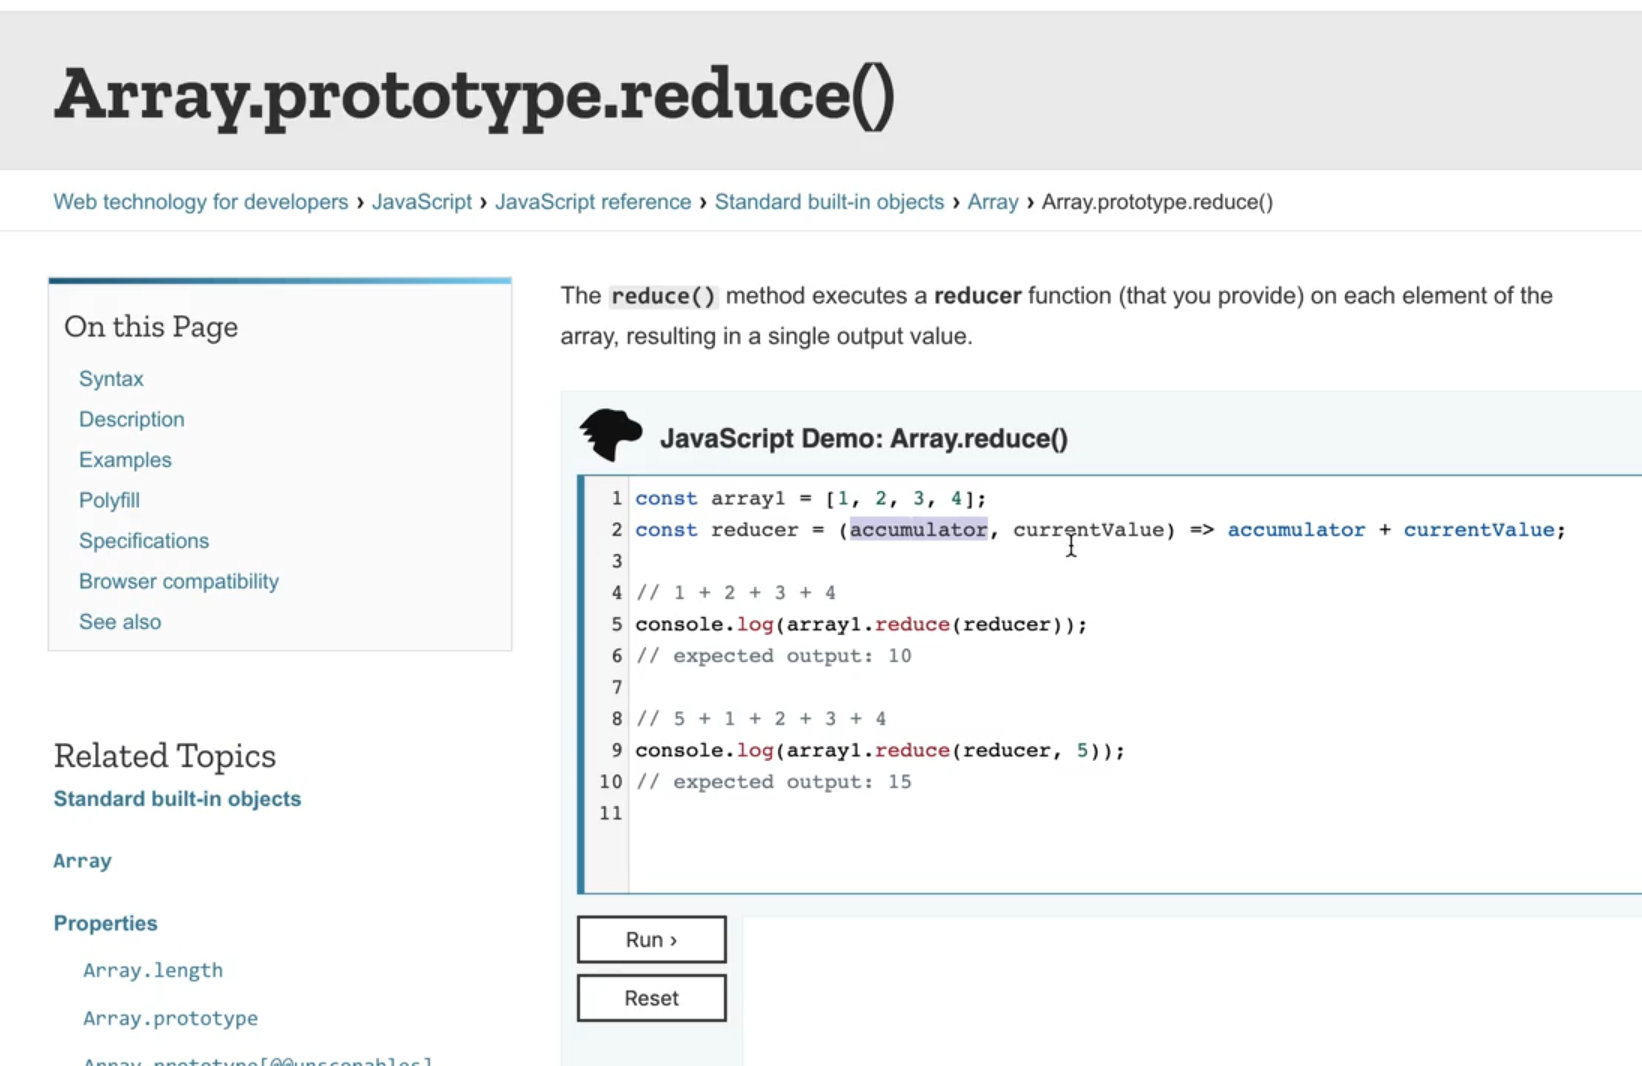 Array.prototype.reduce()
Web technology for developers › JavaScript › JavaScript reference › Standard built-in objects › Array › Array.prototype.reduce()
On this Page
Syntax
Description
Examples
Polyfill
Specifications
Browser compatibility
See also
Related Topics
Standard built-in objects
Array
Properties
Array.length
Array.prototype
Array.prototype[@@unscopables]
The reduce() method executes a reducer function (that you provide) on each element of the
array, resulting in a single output value.
JavaScript Demo: Array.reduce()
1 const array1 = [1, 2, 3, 4];
2 const reducer = (accumulator, currentValue) => accumulator + currentValue;
3
4 // 1 + 2 + 3 + 4
5 console.log(array1.reduce(reducer));
6 // expected output: 10
7
8 // 5 + 1 + 2 + 3 + 4
9 console.log(array1.reduce(reducer, 5));
10 // expected output: 15
11
Run ›
Reset